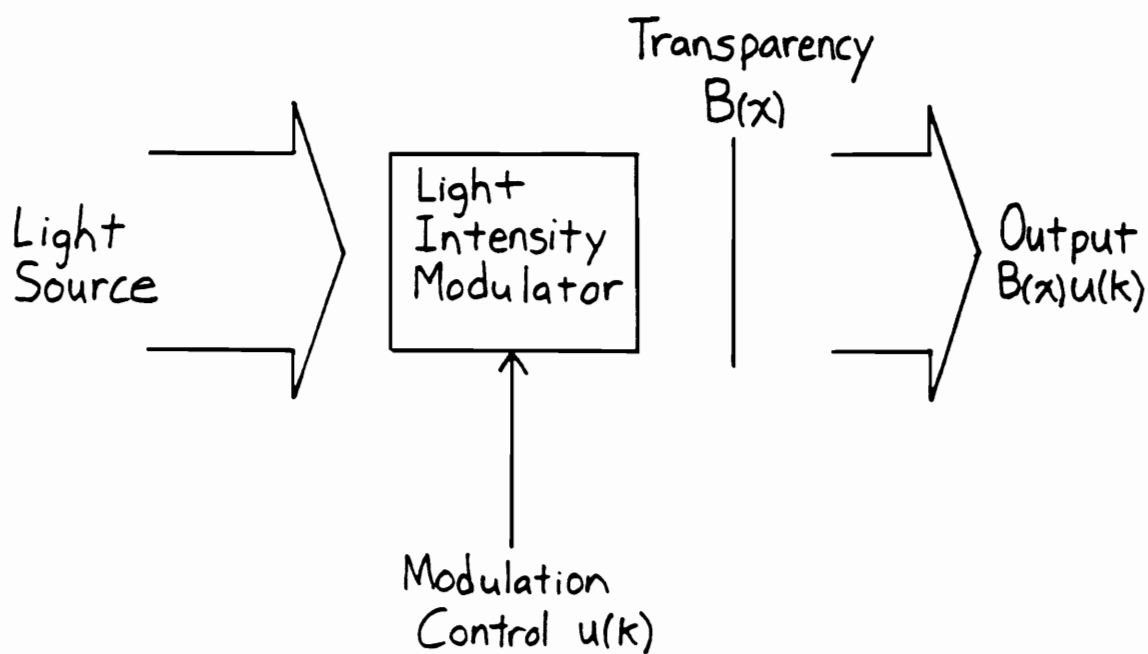 Transparency
B(x)
Light
Source
Light
Intensity
Modulator
Output
B(x)u(k)
Modulation
Control u(k)